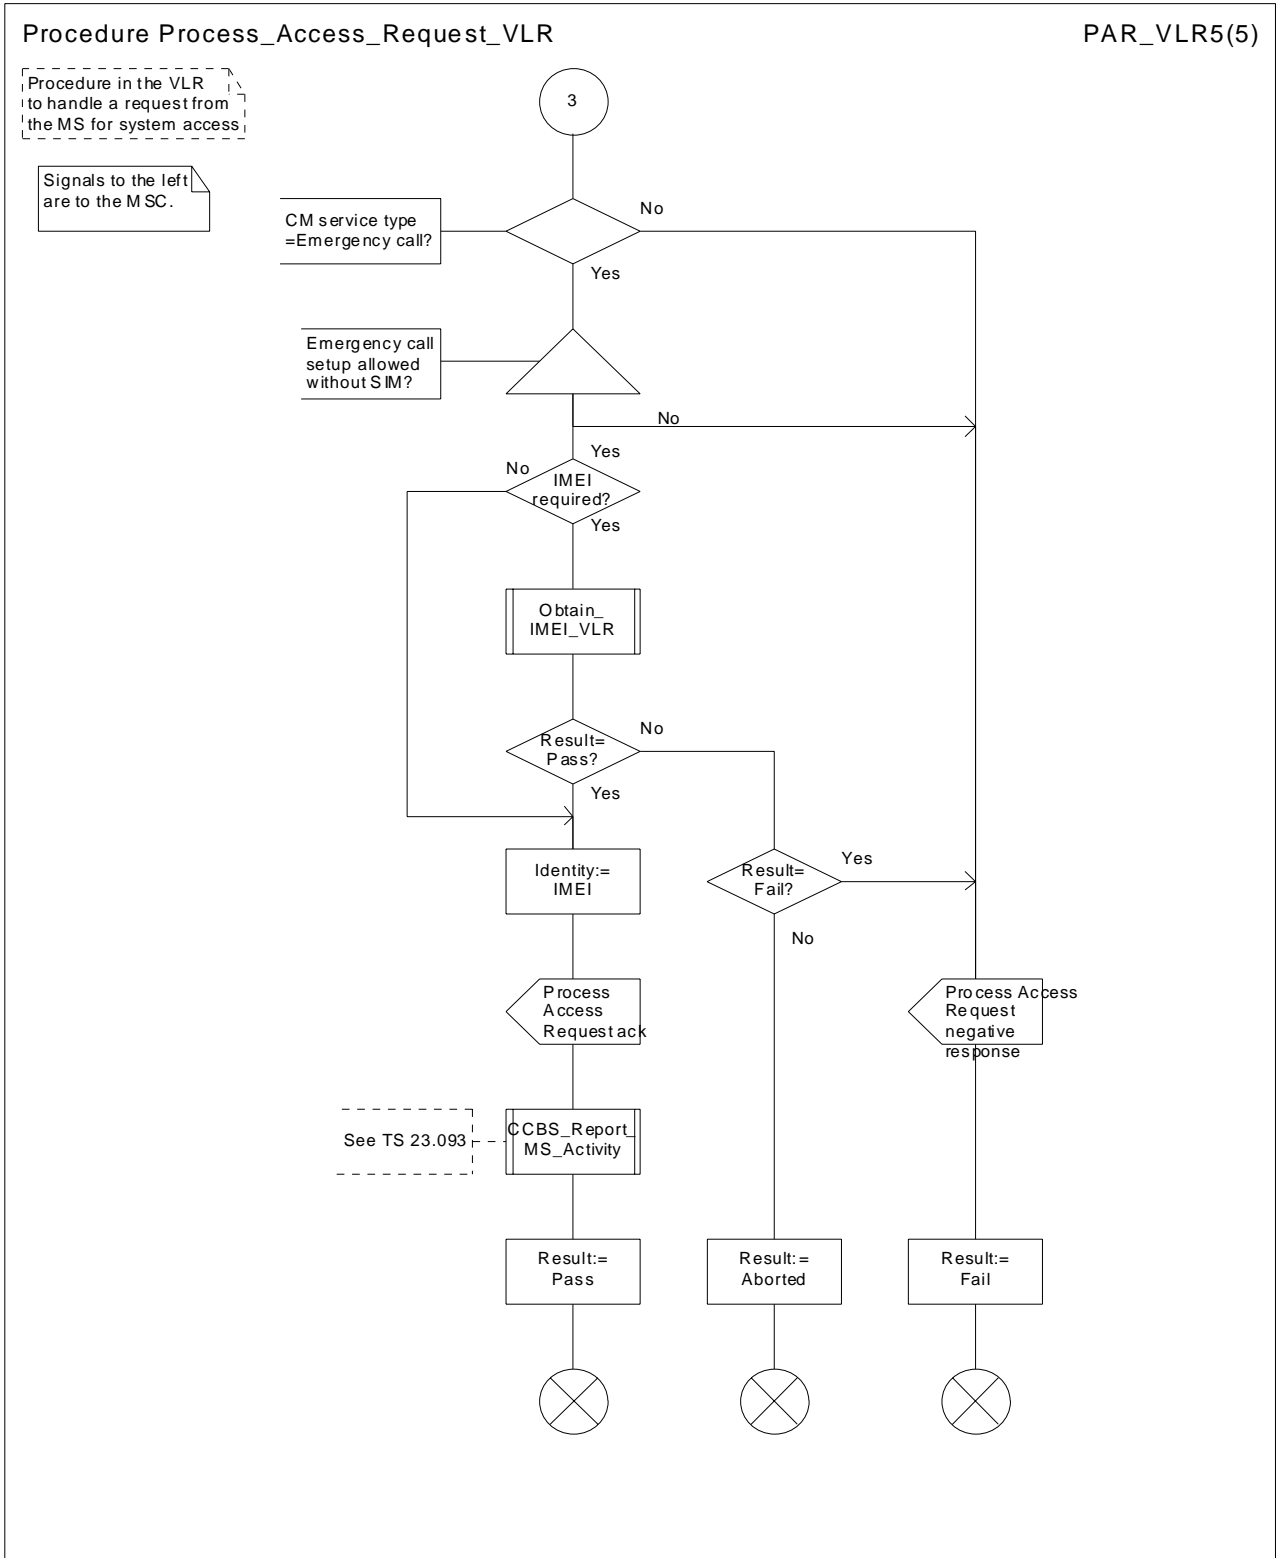 Procedure Process_Access_Request_VLR
PAR_VLR5(5)
Procedure in the VLR
to handle a request from
the MS for system access
3
Signals to the left
are to the MSC.
CM service type
=Emergency call?
No
Yes
Emergency call
setup allowed
without SIM?
No
Yes
No
IMEI
required?
Yes
Obtain_
IMEI_VLR
No
Result=
Pass?
Yes
Identity:=
IMEI
Result=
Fail?
Yes
No
Process
Access
Request ack
Process Access
Request
negative
response
See TS 23.093
CCBS_Report_
MS_Activity
Result:=
Pass
Result:=
Aborted
Result:=
Fail